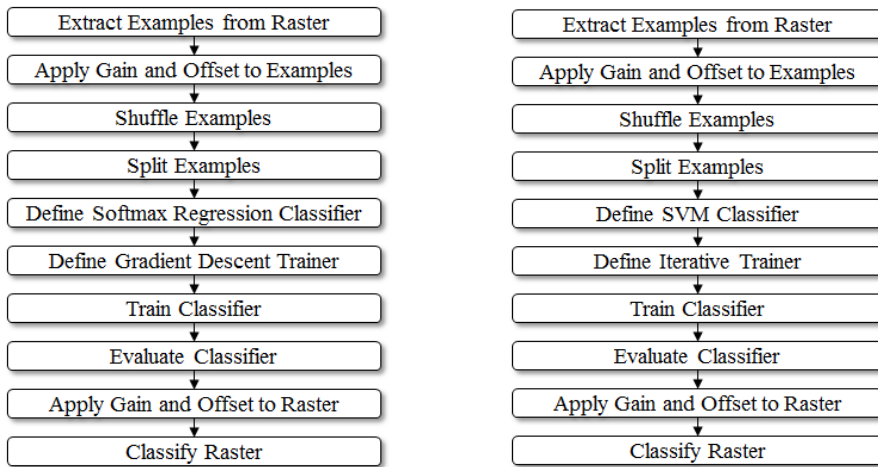 Extract Examples from Raster
Apply Gain and Offset to Examples
Shuffle Examples
Split Examples
Define Softmax Regression Classifier
Define Gradient Descent Trainer
Train Classifier
Evaluate Classifier
Apply Gain and Offset to Raster
Classify Raster
Extract Examples from Raster
Apply Gain and Offset to Examples
Shuffle Examples
Split Examples
Define SVM Classifier
Define Iterative Trainer
Train Classifier
Evaluate Classifier
Apply Gain and Offset to Raster
Classify Raster